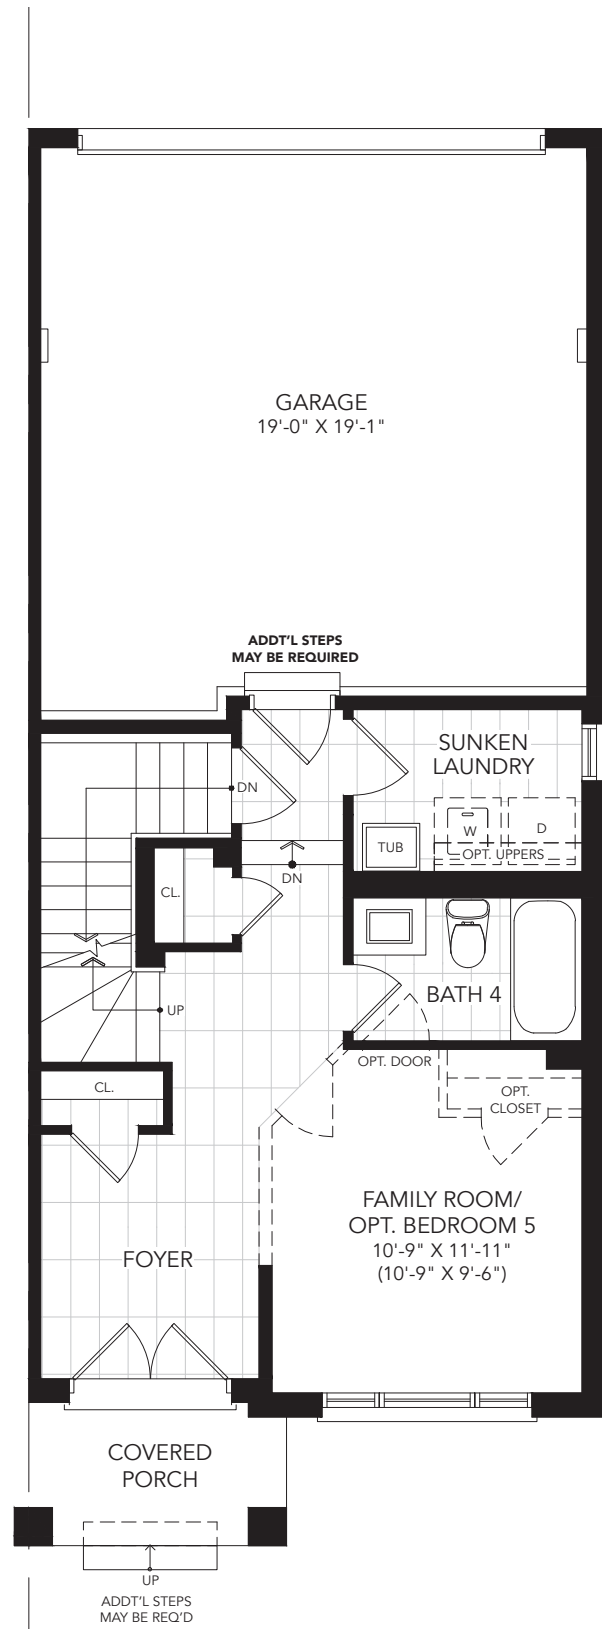 GARAGE
19'-0" X 19'-1"
ADDT'L STEPS
MAY BE REQUIRED
SUNKEN
LAUNDRY
DN
W
D
TUB
OPT. UPPERS
DN
CL.
BATH 4
UP
OPT. DOOR
CL.
OPT.
CLOSET
FAMILY ROOM/
OPT. BEDROOM 5
10'-9" X 11'-11"
(10'-9" X 9'-6")
FOYER
COVERED
PORCH
UP
ADDT'L STEPS
MAY BE REQ'D